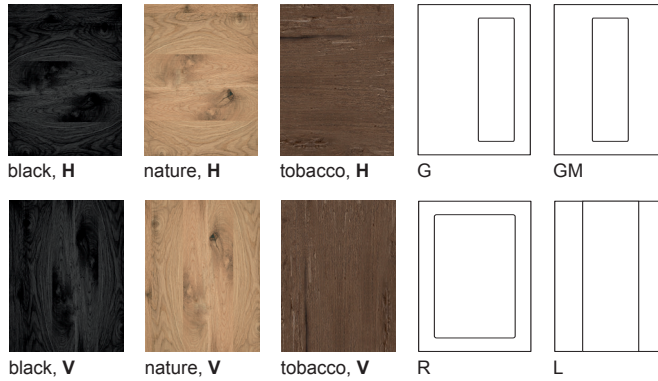 black, H nature, H tobacco, H G GM
black, V nature, V tobacco, V R L